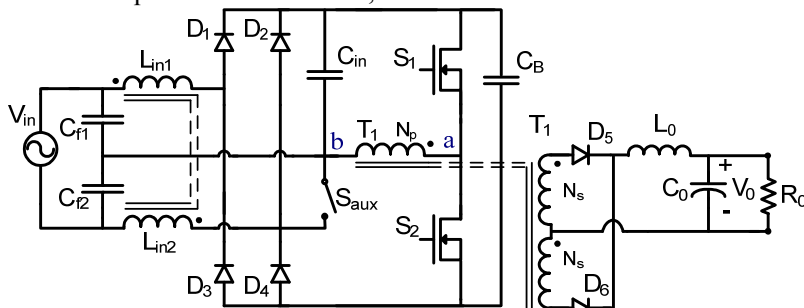 D1
D2
Lin1
Cin
S1
CB
Vin
Cf1
b
T1
Np
a
T1
D5
L0
Cf2
Saux
Ns
C0
+
V0
-
R0
Lin2
S2
Ns
D3
D4
D6